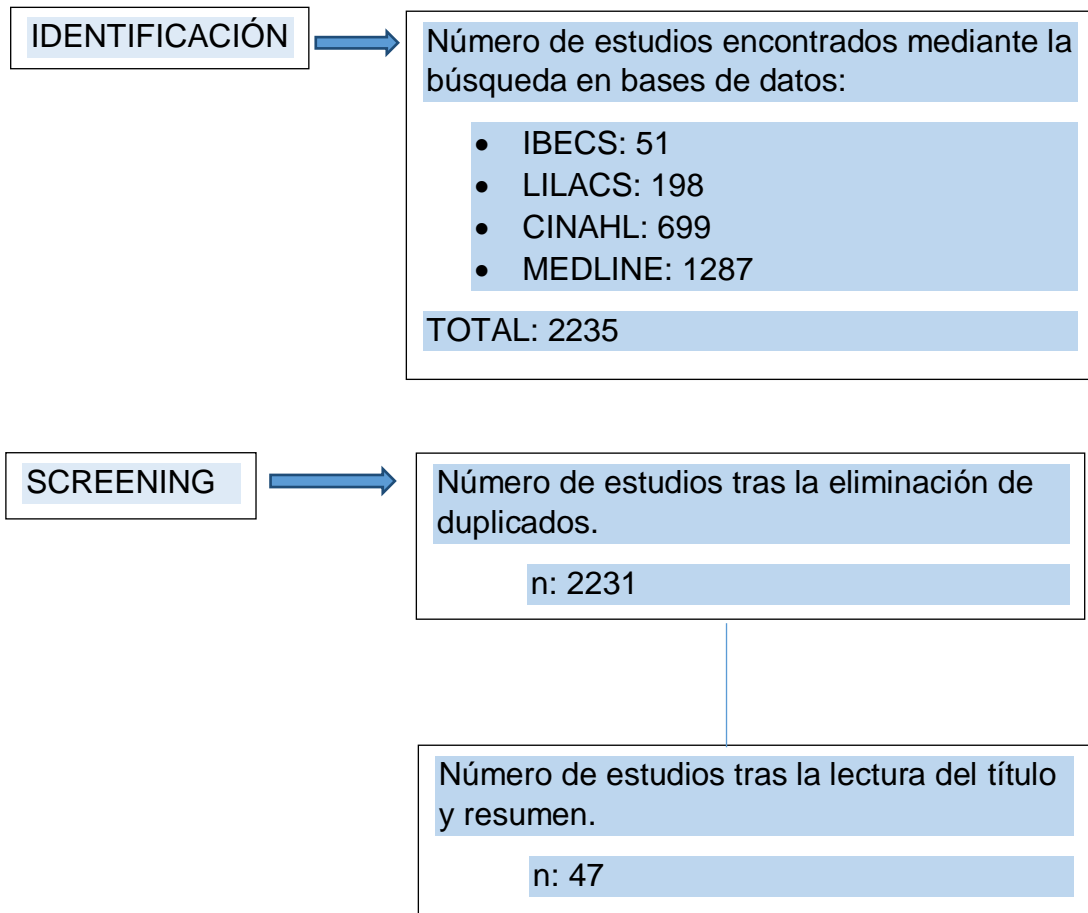 IDENTIFICACIÓN
Número de estudios encontrados mediante la
búsqueda en bases de datos:
• IBECS: 51
• LILACS: 198
• CINAHL: 699
• MEDLINE: 1287
TOTAL: 2235
SCREENING
Número de estudios tras la eliminación de
duplicados.
n: 2231
Número de estudios tras la lectura del título
y resumen.
n: 47